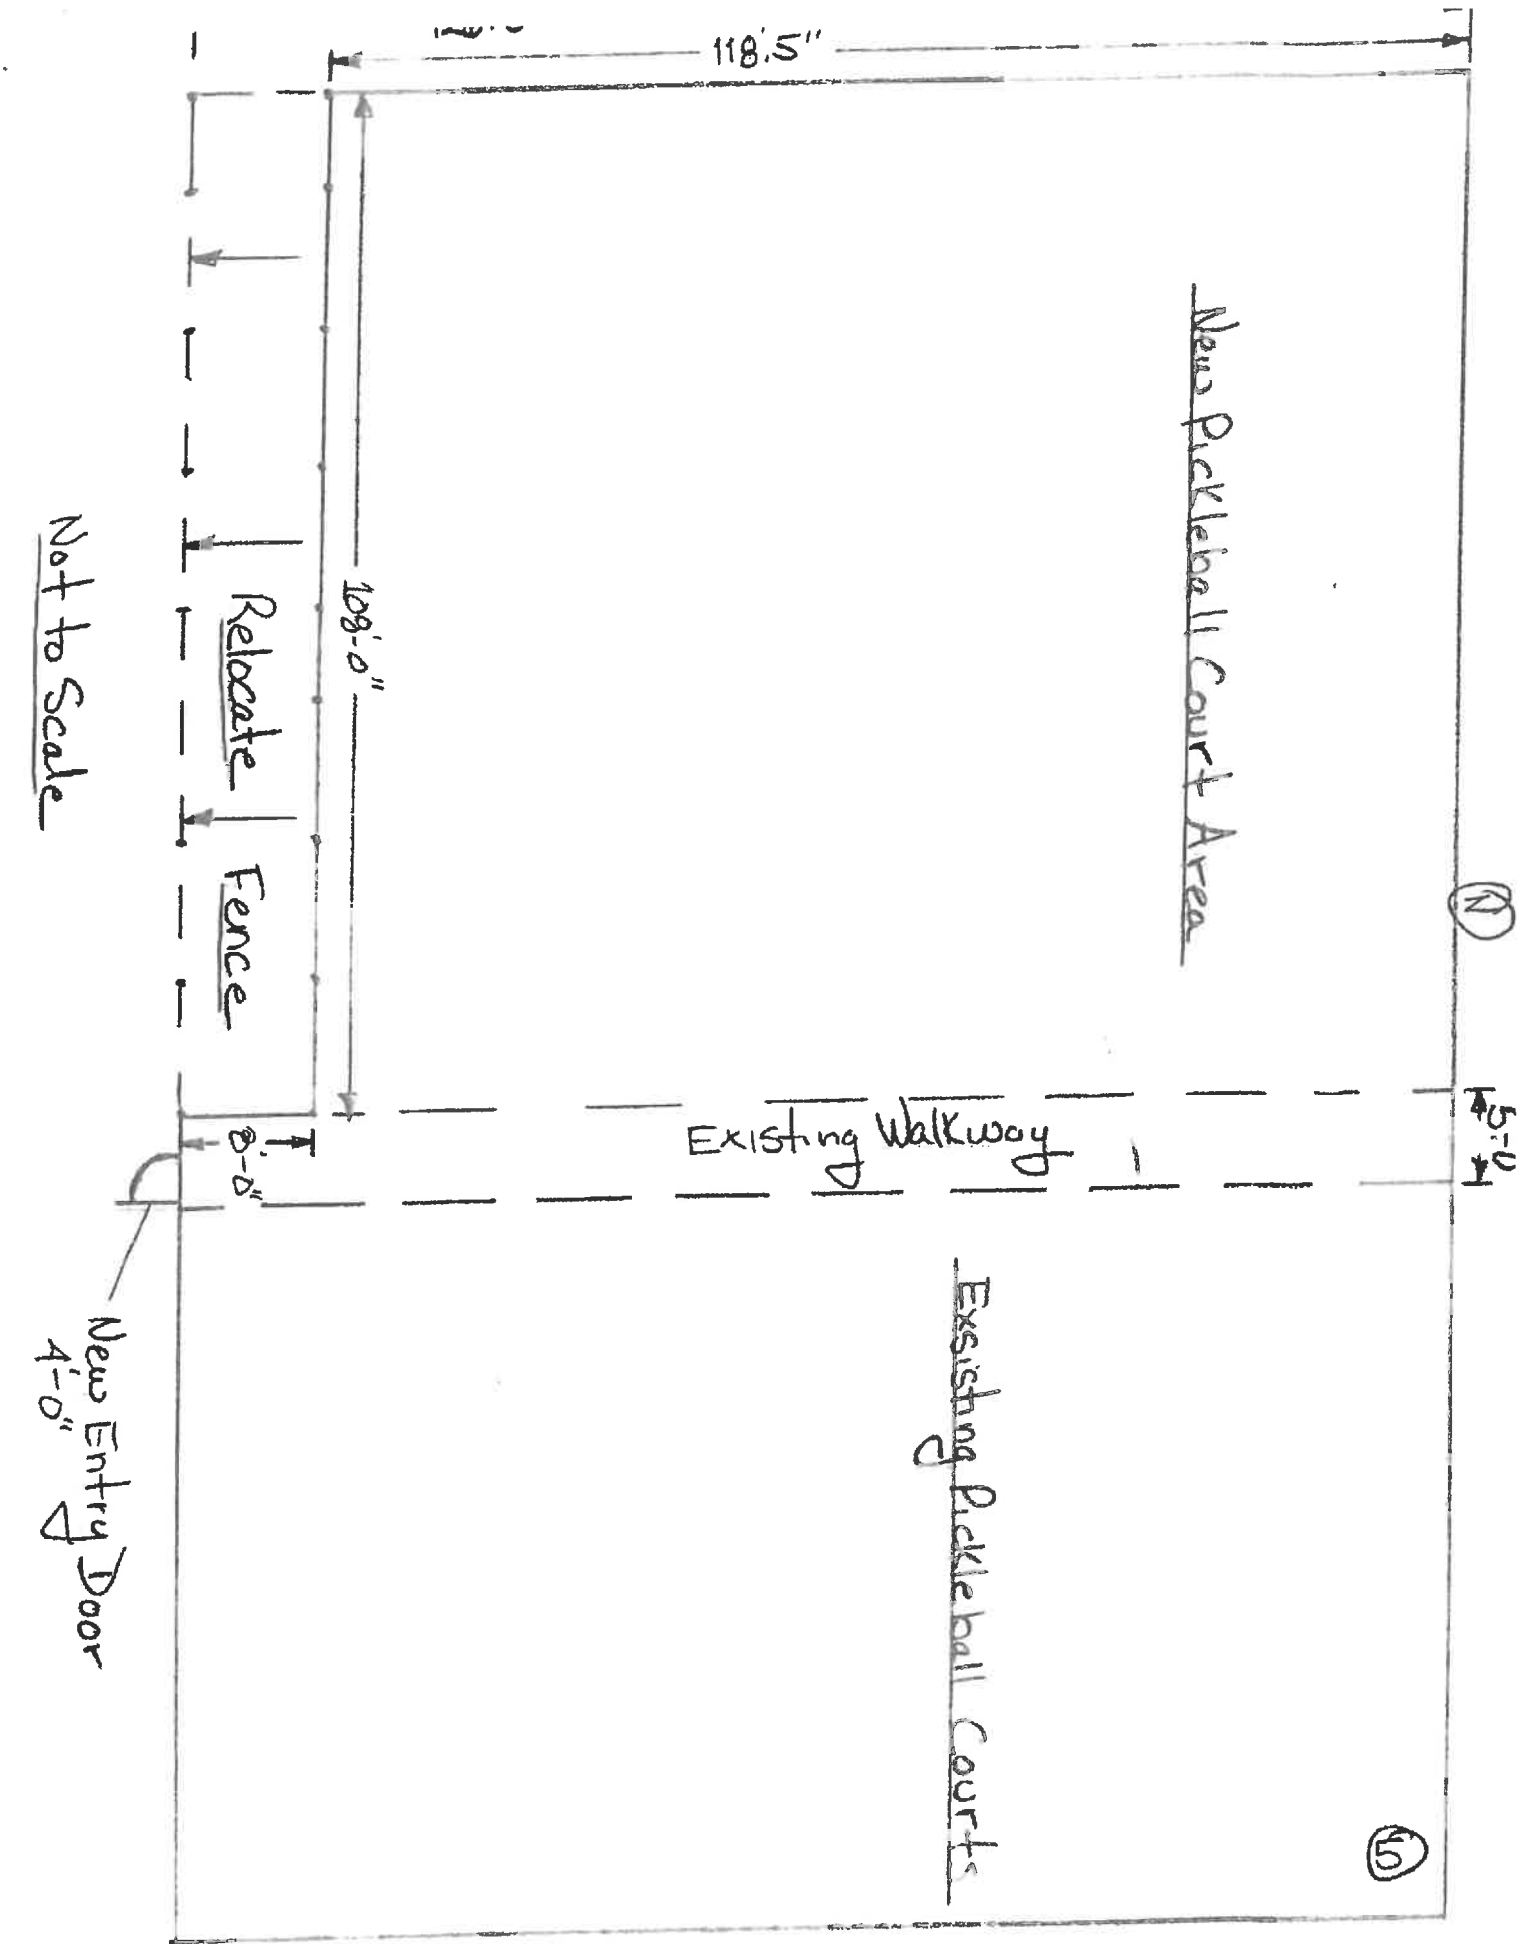 118'.5"
New Pickleball Court Area
N
108'-0"
Relocate Fence
Not to Scale
5'-0
Existing Walkway
8'-0"
New Entry Door
4'-0"
Exsisting Pickleball Courts
5